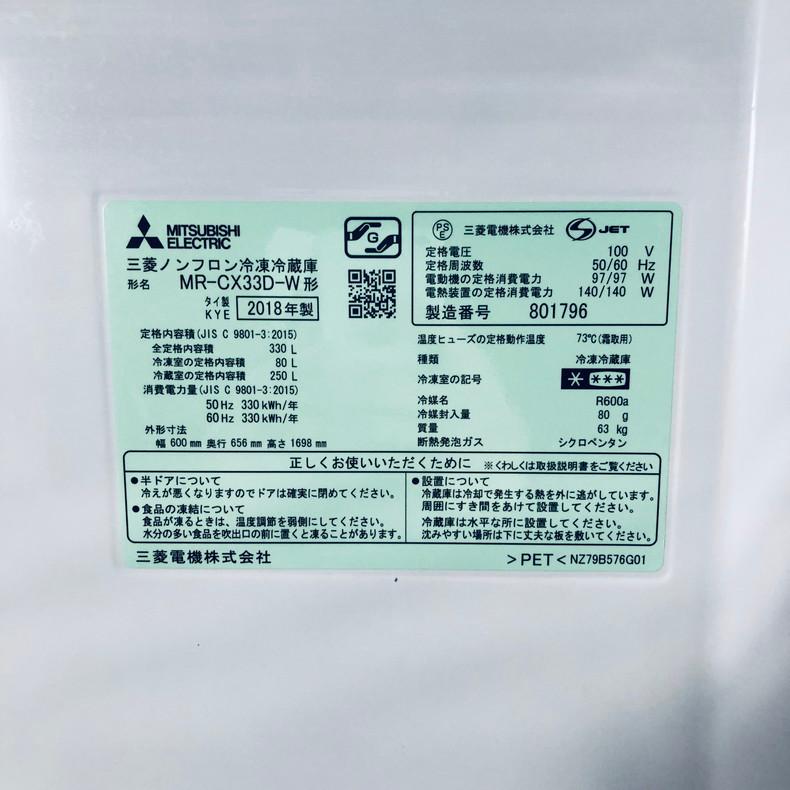 MITSUBISHI
ELECTRIC
三菱ノンフロン冷凍冷蔵庫
形名 MR-CX33D-W形
タイ製
KYE
2018年製
定格内容積(JIS C 9801-3:2015)
全定格内容積 330 L
冷凍室の定格内容積 80 L
冷蔵室の定格内容積 250 L
消費電力量(JIS C 9801-3:2015)
50 Hz 330 kWh/年
60 Hz 330 kWh/年
外形寸法
幅 600 mm 奥行 656 mm 高さ 1698 mm
G
PS
E
三菱電機株式会社
S JET
定格電圧 100 V
定格周波数 50/60 Hz
電動機の定格消費電力 97/97 W
電熱装置の定格消費電力 140/140 W
製造番号 801796
温度ヒューズの定格動作温度 73℃(霜取用)
種類 冷凍冷蔵庫
冷凍室の記号 * ***
冷媒名 R600a
冷媒封入量 80 g
質量 63 kg
断熱発泡ガス シクロペンタン
正しくお使いいただくために ※くわしくは取扱説明書をご覧ください
●半ドアについて
冷えが悪くなりますのでドアは確実に閉めてください。
●食品の凍結について
食品が凍るときは、温度調節を弱側にしてください。
水分の多い食品を吹出口の前に置くと凍ることがあります。
●設置について
冷蔵庫は冷却で発生する熱を外に逃がしています。
周囲にすき間をあけて設置してください。
冷蔵庫は水平な所に設置してください。
沈みやすい場所は下に丈夫な板を敷いてください。
三菱電機株式会社
>PET< NZ79B576G01